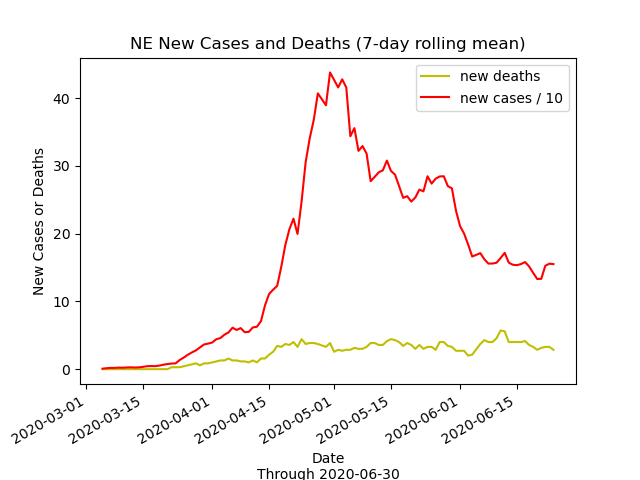 NE New Cases and Deaths (7-day rolling mean)
new deaths
new cases / 10
New Cases or Deaths
40
30
20
10
0
2020-03-01
2020-03-15
2020-04-01
2020-04-15
2020-05-01
2020-05-15
2020-06-01
2020-06-15
Date
Through 2020-06-30